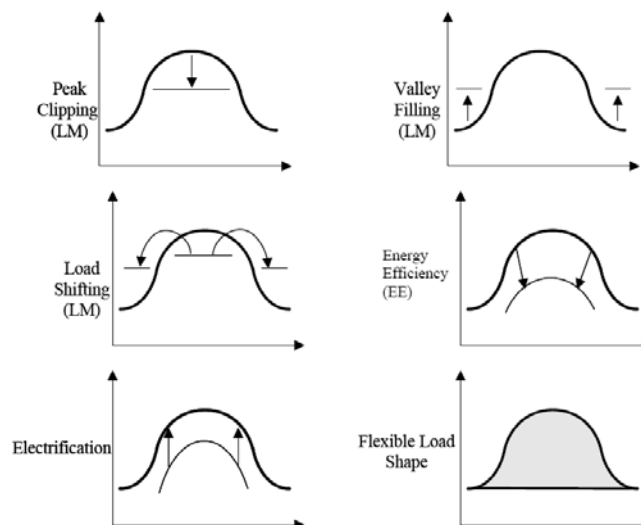 Peak
Clipping
(LM)
Valley
Filling
(LM)
Load
Shifting
(LM)
Energy
Efficiency
(EE)
Electrification
Flexible Load
Shape